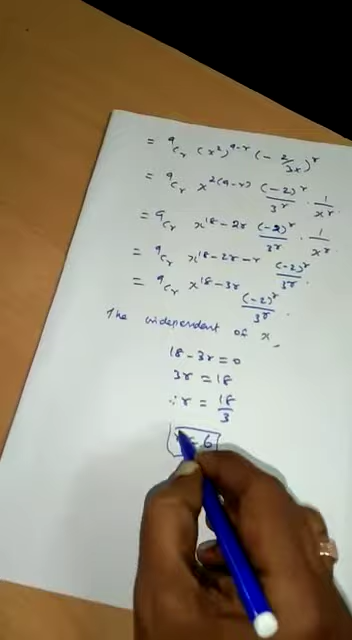 = ⁹Cᵣ (x²)⁹⁻ʳ (-2/3x)ʳ
= ⁹Cᵣ x²⁽⁹⁻ʳ⁾ (-2)ʳ/3ʳ · 1/xʳ
= ⁹Cᵣ x¹⁸⁻²ʳ (-2)ʳ/3ʳ · 1/xʳ
= ⁹Cᵣ x¹⁸⁻²ʳ⁻ʳ (-2)ʳ/3ʳ.
= ⁹Cᵣ x¹⁸⁻³ʳ (-2)ʳ/3ʳ.
The independent of x,
18-3r = 0
3r = 18
∴ r = 18/3
= 6